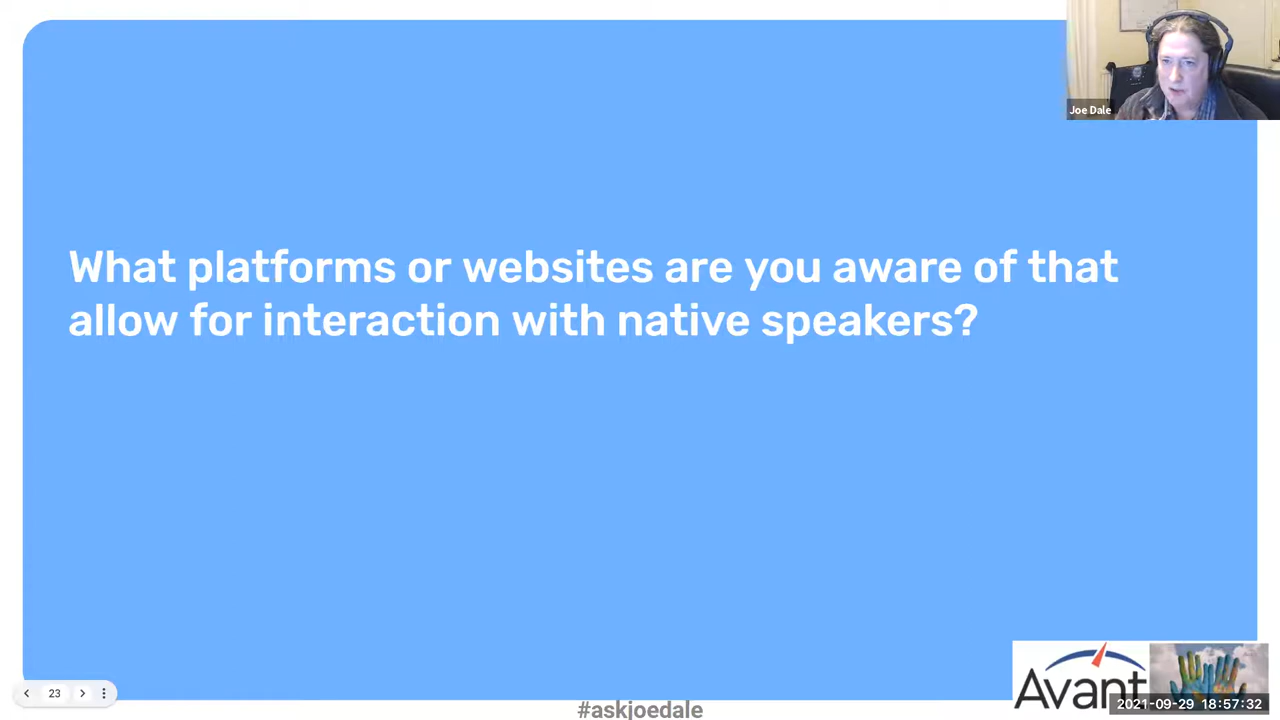 Joe Dale
What platforms or websites are you aware of that
allow for interaction with native speakers?
23
Avant
2021-09-29 18:57:32
#askjoedale